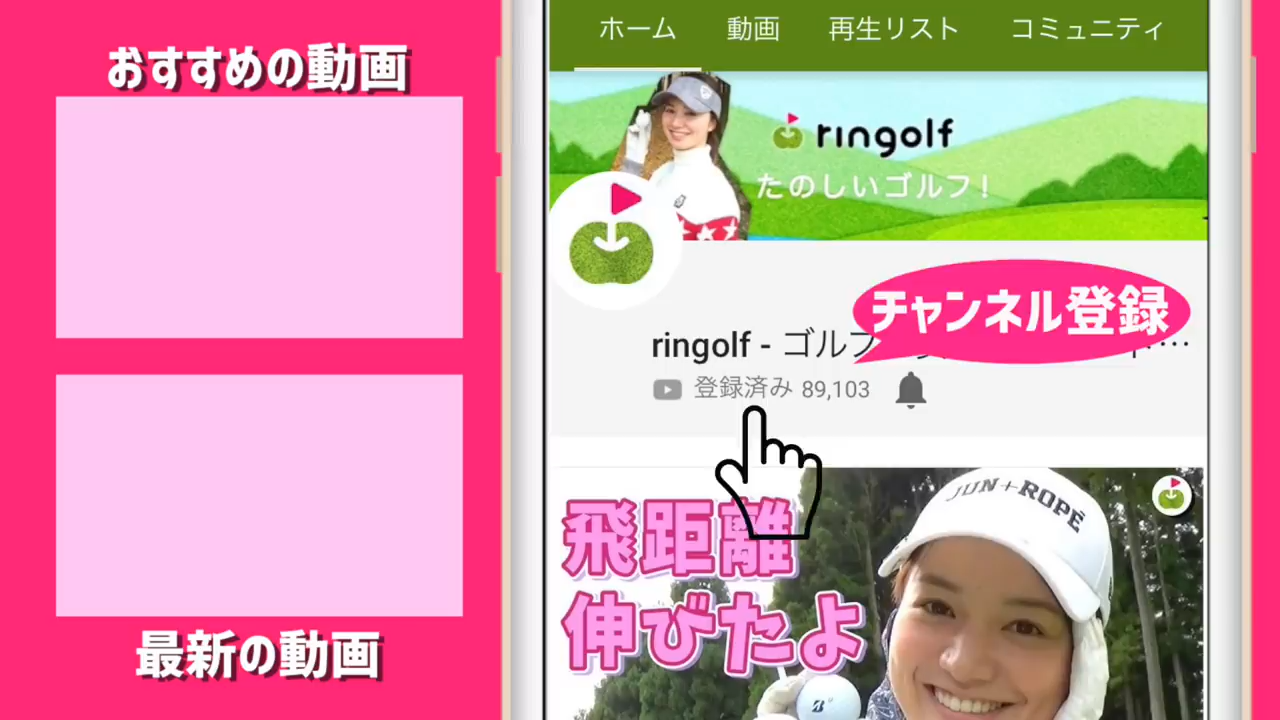 おすすめの動画
最新の動画
ホーム 動画 再生リスト コミュニティ
ringolf
たのしいゴルフ!
チャンネル登録
ringolf - ゴルフ
登録済み 89,103
飛距離
伸びたよ
JUN+ROPÉ
B